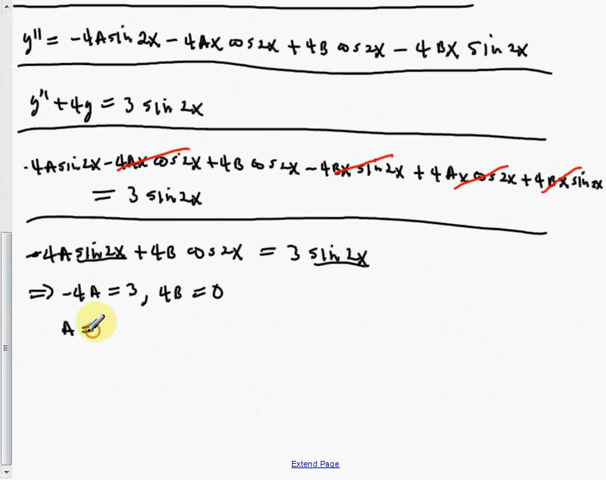 y'' = -4A sin 2x - 4Ax cos 2x + 4B cos 2x - 4Bx sin 2x
y'' + 4y = 3 sin 2x
-4A sin 2x - 4Ax cos 2x + 4B cos 2x - 4Bx sin 2x + 4Ax cos 2x + 4Bx sin 2x
= 3 sin 2x
-4A sin 2x + 4B cos 2x = 3 sin 2x
⇒ -4A = 3, 4B = 0
A =
Extend Page